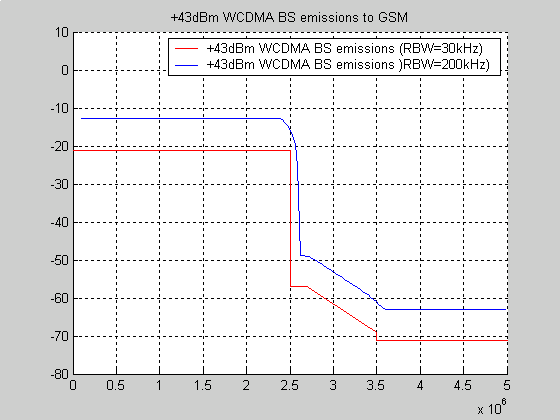 +43dBm WCDMA BS emissions to GSM
+43dBm WCDMA BS emissions (RBW=30kHz)
+43dBm WCDMA BS emissions )RBW=200kHz)
10
0
-10
-20
-30
-40
-50
-60
-70
-80
0 0.5 1 1.5 2 2.5 3 3.5 4 4.5 5
x 10^6